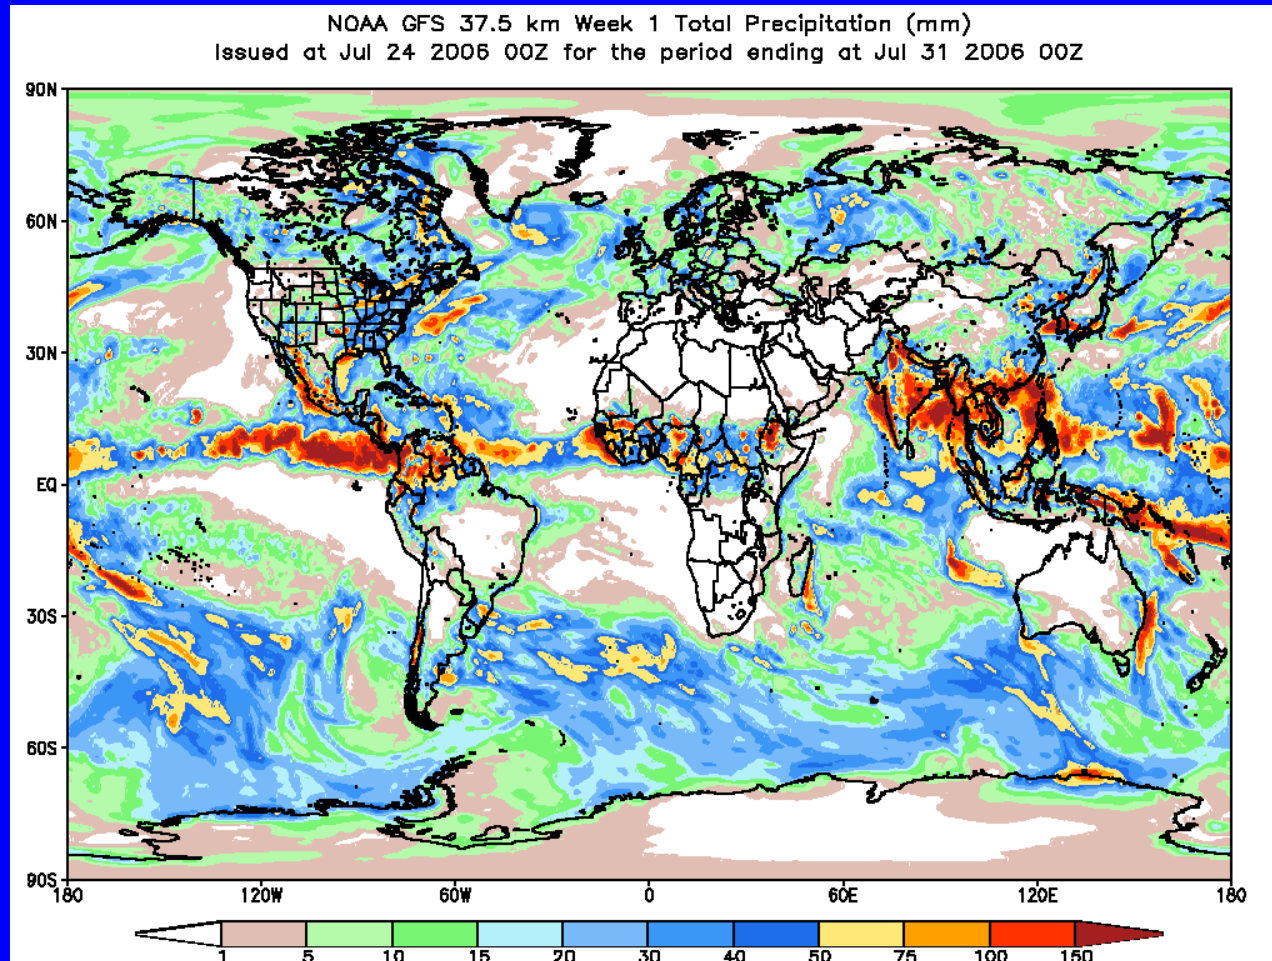 NOAA GFS 37.5 km Week 1 Total Precipitation (mm)
Issued at Jul 24 2006 00Z for the period ending at Jul 31 2006 00Z
90N
60N
30N
EQ
30S
60S
90S
180 120W 60W 0 60E 120E 180
1 5 10 15 20 30 40 50 75 100 150